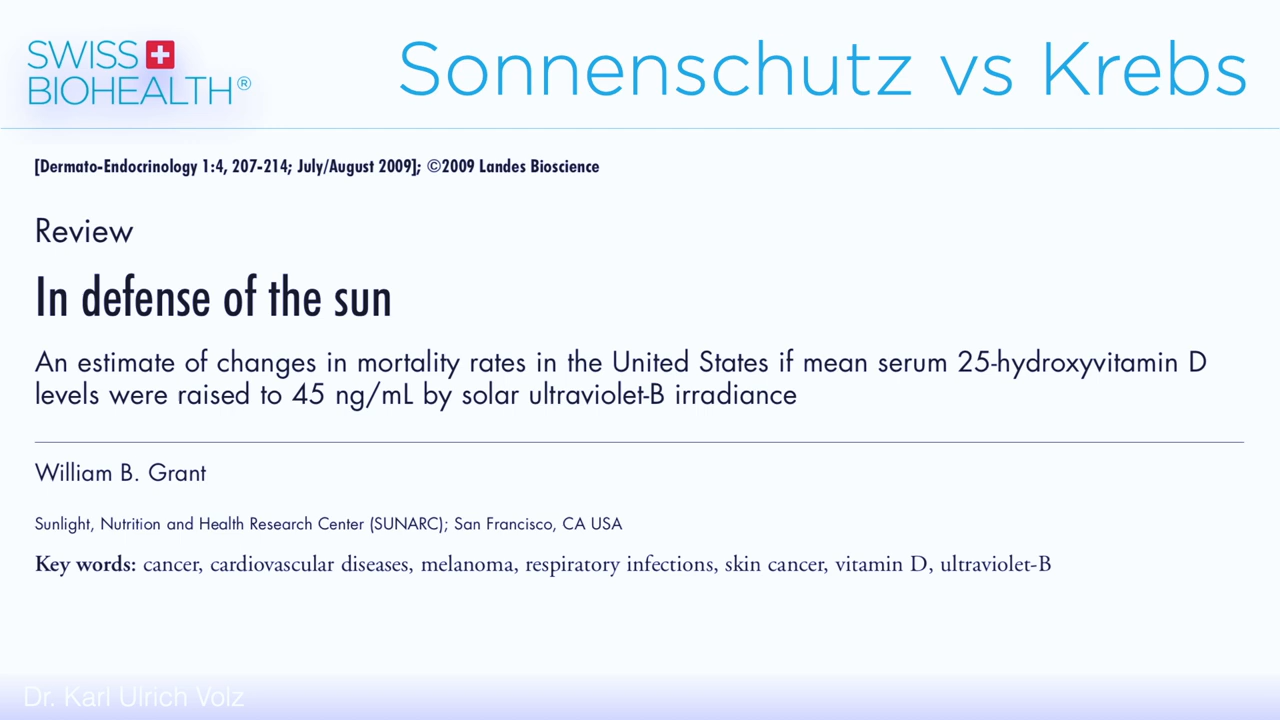 SWISS
BIOHEALTH®
Sonnenschutz vs Krebs
[Dermato-Endocrinology 1:4, 207-214; July/August 2009]; ©2009 Landes Bioscience
Review
In defense of the sun
An estimate of changes in mortality rates in the United States if mean serum 25-hydroxyvitamin D
levels were raised to 45 ng/mL by solar ultraviolet-B irradiance
William B. Grant
Sunlight, Nutrition and Health Research Center (SUNARC); San Francisco, CA USA
Key words: cancer, cardiovascular diseases, melanoma, respiratory infections, skin cancer, vitamin D, ultraviolet-B
Dr. Karl Ulrich Volz